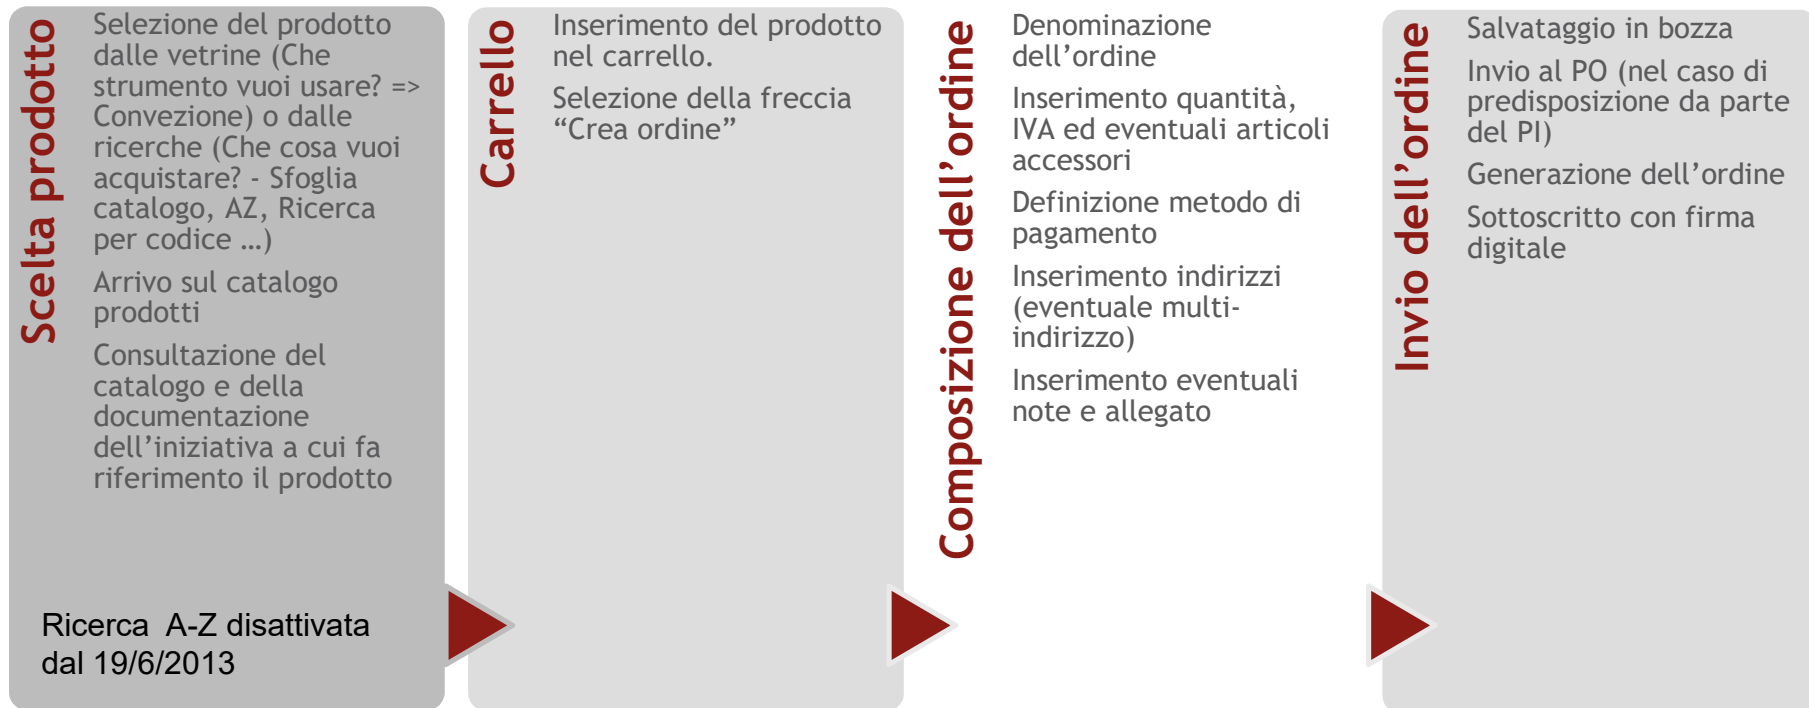 Scelta prodotto
Selezione del prodotto
dalle vetrine (Che
strumento vuoi usare? =>
Convezione) o dalle
ricerche (Che cosa vuoi
acquistare? - Sfoglia
catalogo, AZ, Ricerca
per codice …)
Arrivo sul catalogo
prodotti
Consultazione del
catalogo e della
documentazione
dell’iniziativa a cui fa
riferimento il prodotto
Ricerca A-Z disattivata
dal 19/6/2013
Carrello
Inserimento del prodotto
nel carrello.
Selezione della freccia
“Crea ordine”
Composizione dell’ordine
Denominazione
dell’ordine
Inserimento quantità,
IVA ed eventuali articoli
accessori
Definizione metodo di
pagamento
Inserimento indirizzi
(eventuale multi-
indirizzo)
Inserimento eventuali
note e allegato
Invio dell’ordine
Salvataggio in bozza
Invio al PO (nel caso di
predisposizione da parte
del PI)
Generazione dell’ordine
Sottoscritto con firma
digitale